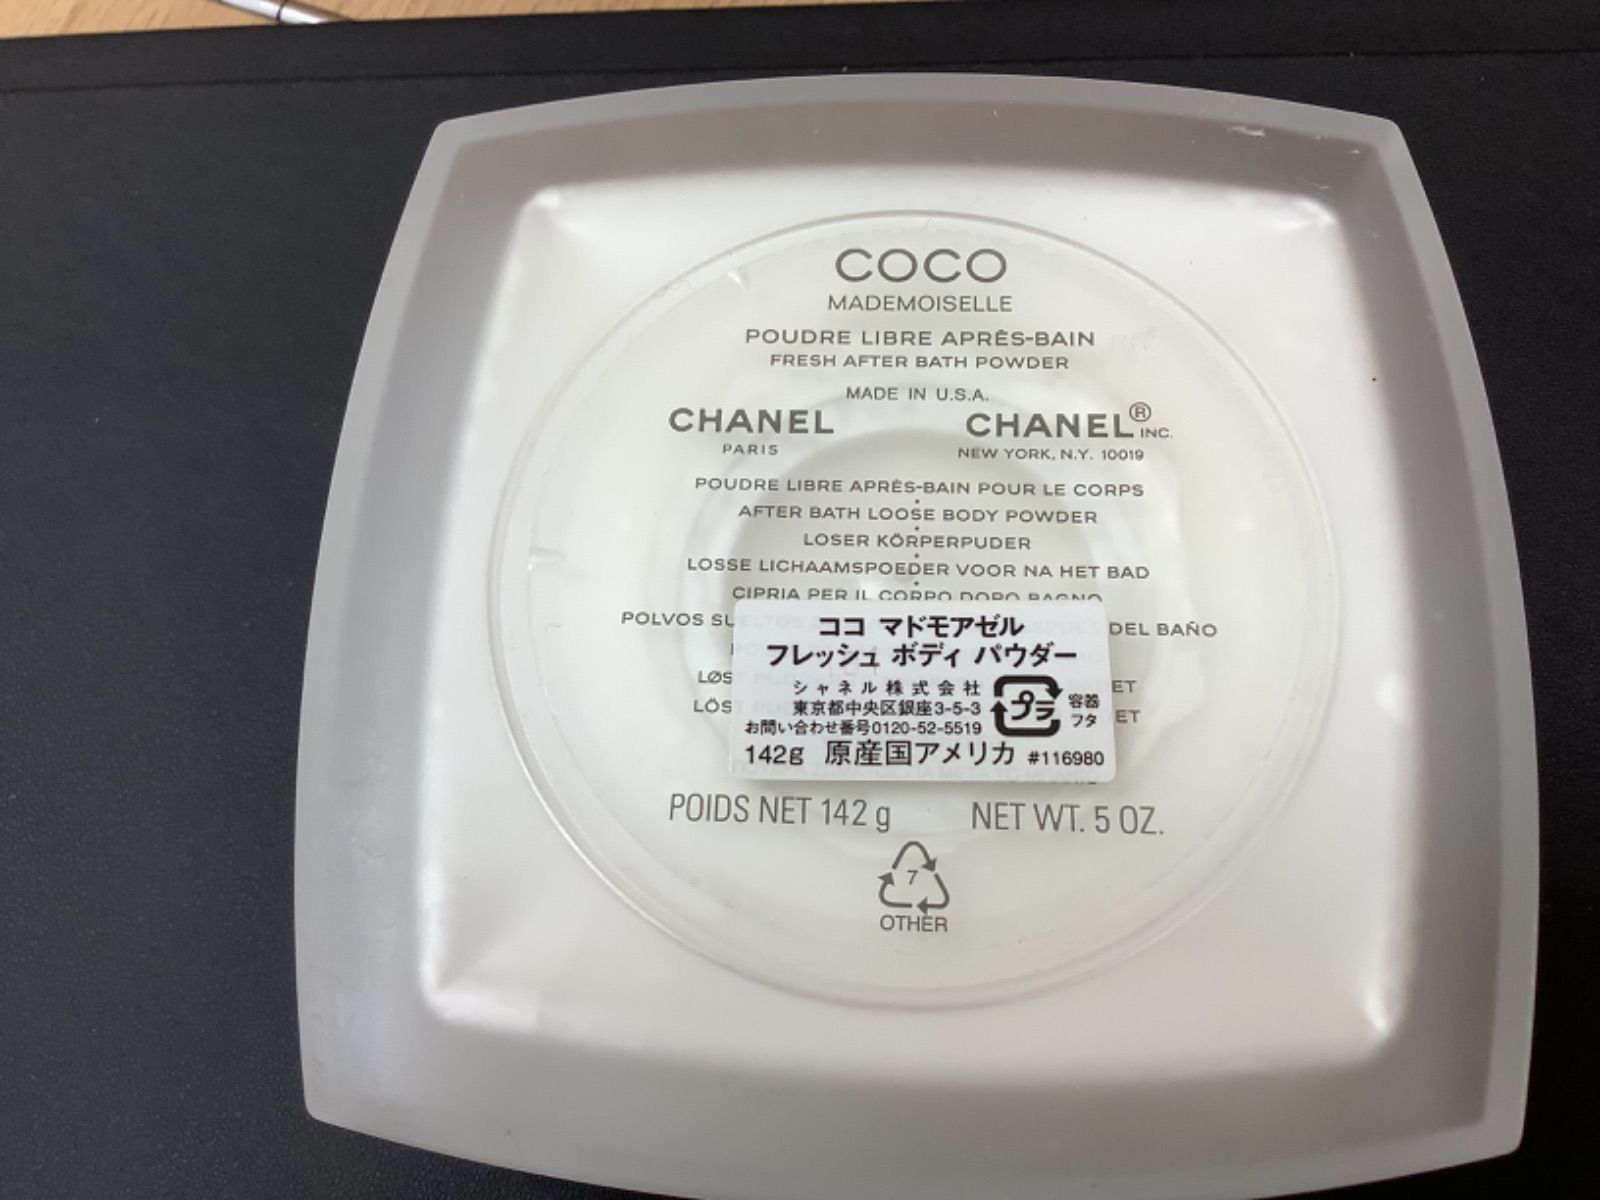 COCO
MADEMOISELLE
POUDRE LIBRE APRÈS-BAIN
FRESH AFTER BATH POWDER
MADE IN U.S.A.
CHANEL
PARIS
CHANEL® INC.
NEW YORK, N.Y. 10019
POUDRE LIBRE APRÈS-BAIN POUR LE CORPS
AFTER BATH LOOSE BODY POWDER
LOSER KÖRPERPUDER
LOSSE LICHAAMSPOEDER VOOR NA HET BAD
CIPRIA PER IL CORPO DOPO BAGNO
POLVOS SUELTOS DEL BAÑO
ココ マドモアゼル
フレッシュ ボディ パウダー
シャネル株式会社
東京都中央区銀座3-5-3
お問い合わせ番号0120-52-5519
プラ
容器
フタ
142g 原産国アメリカ #116980
POIDS NET 142 g NET WT. 5 OZ.
7
OTHER